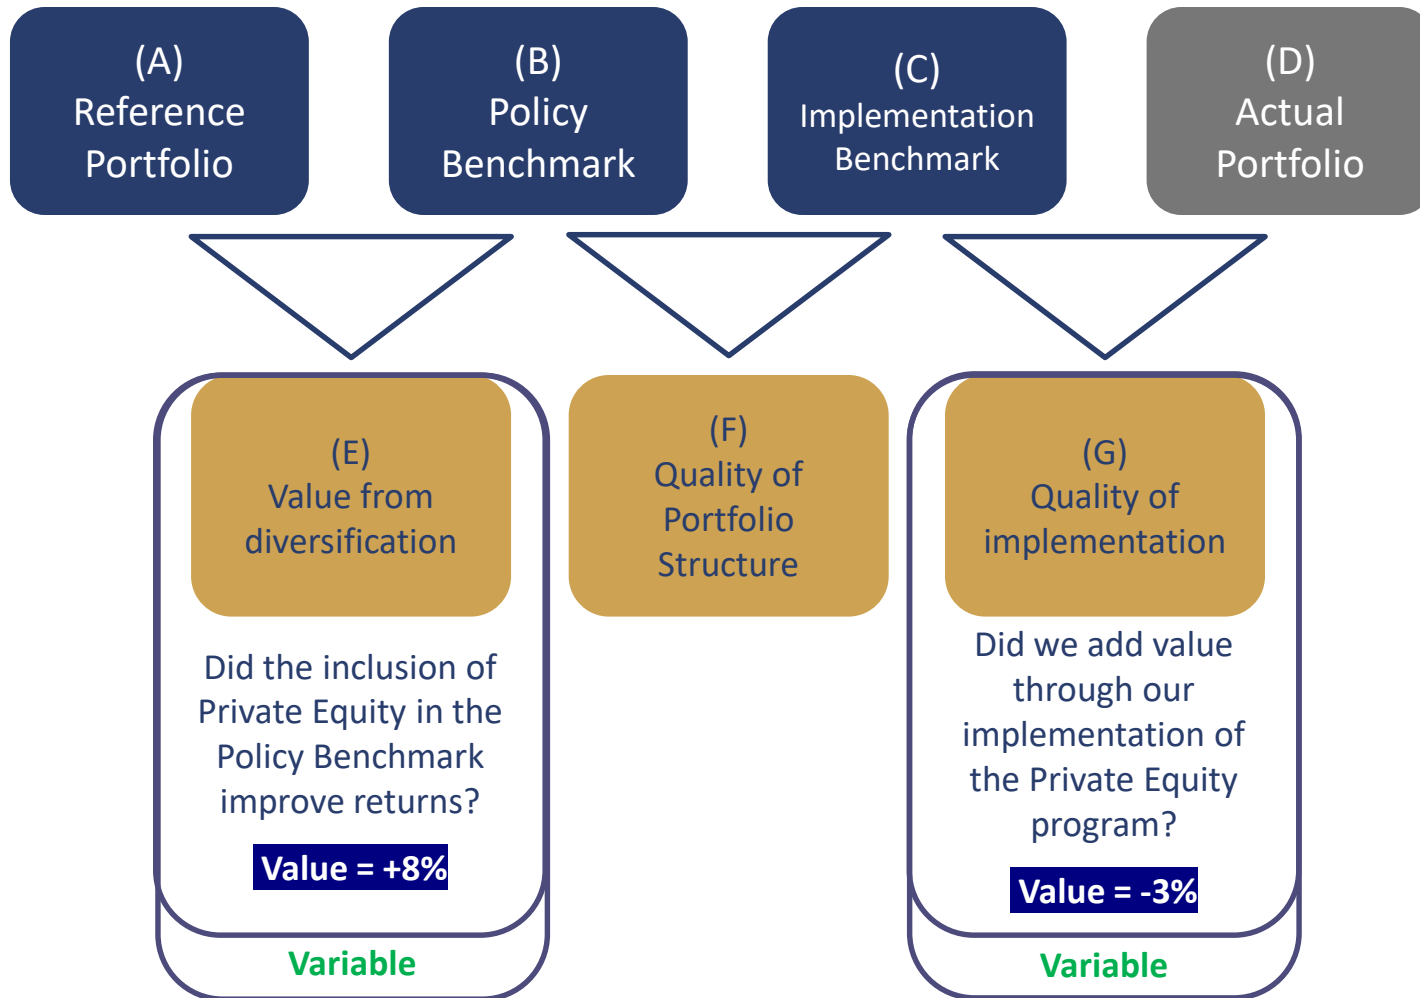 (A)
Reference
Portfolio
(B)
Policy
Benchmark
(C)
Implementation
Benchmark
(D)
Actual
Portfolio
(E)
Value from
diversification
Did the inclusion of
Private Equity in the
Policy Benchmark
improve returns?
Value = +8%
Variable
(F)
Quality of
Portfolio
Structure
(G)
Quality of
implementation
Did we add value
through our
implementation of
the Private Equity
program?
Value = -3%
Variable